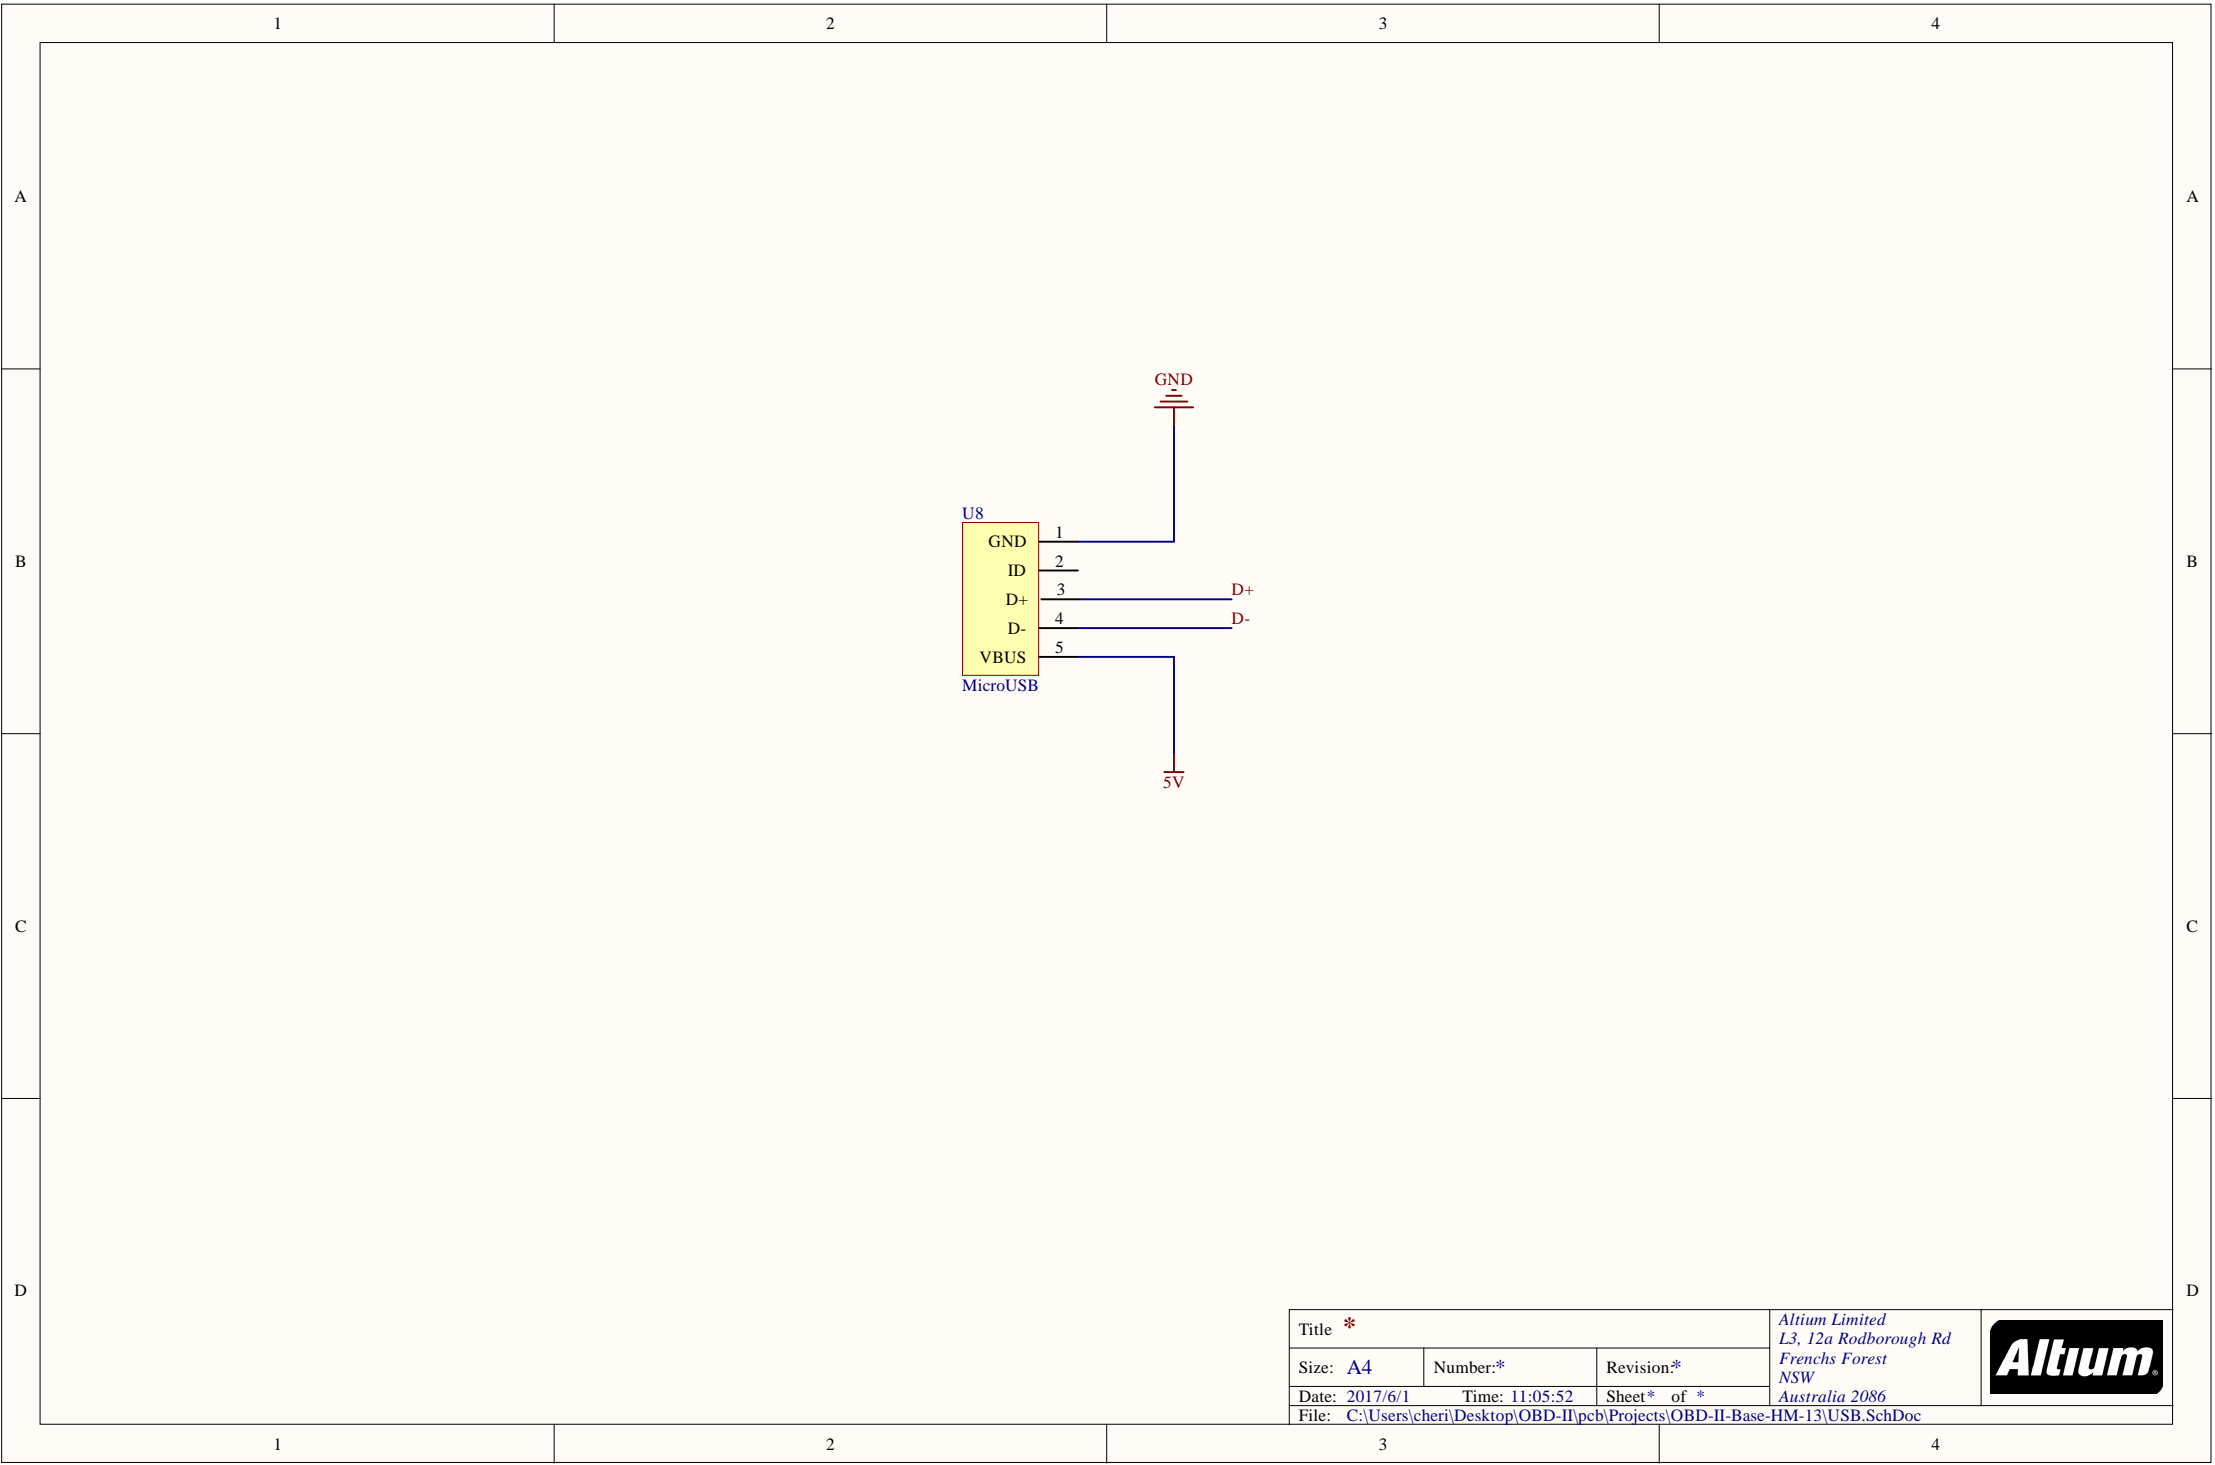 1 2 3 4
A A
GND
U8
GND 1
B B
ID 2
D+ 3 D+
D- 4 D-
VBUS 5
MicroUSB
5V
C C
D D
Title *
Size: A4 Number:* Revision:*
Date: 2017/6/1 Time: 11:05:52 Sheet* of *
File: C:\Users\cheri\Desktop\OBD-II\pcb\Projects\OBD-II-Base-HM-13\USB.SchDoc
Altium Limited
L3, 12a Rodborough Rd
Frenchs Forest
NSW
Australia 2086
Altıum®
1 2 3 4